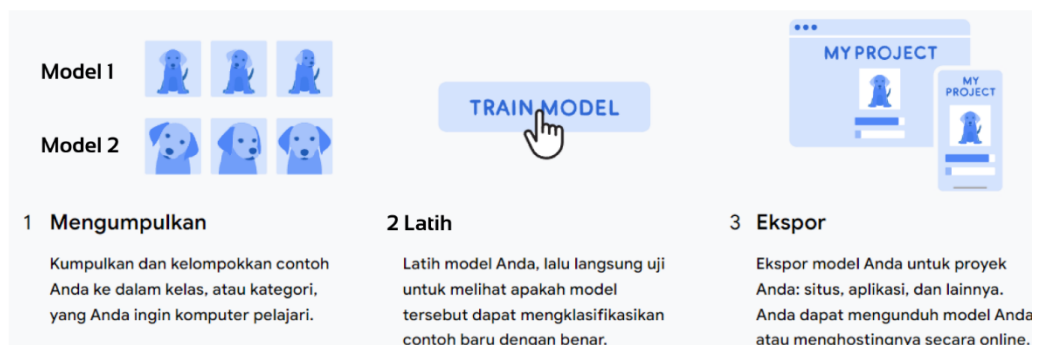 Model 1
Model 2
TRAIN MODEL
MY PROJECT
MY
PROJECT
1 Mengumpulkan
Kumpulkan dan kelompokkan contoh
Anda ke dalam kelas, atau kategori,
yang Anda ingin komputer pelajari.
2 Latih
Latih model Anda, lalu langsung uji
untuk melihat apakah model
tersebut dapat mengklasifikasikan
contoh baru dengan benar.
3 Ekspor
Ekspor model Anda untuk proyek
Anda: situs, aplikasi, dan lainnya.
Anda dapat mengunduh model Anda
atau menghostingnya secara online.